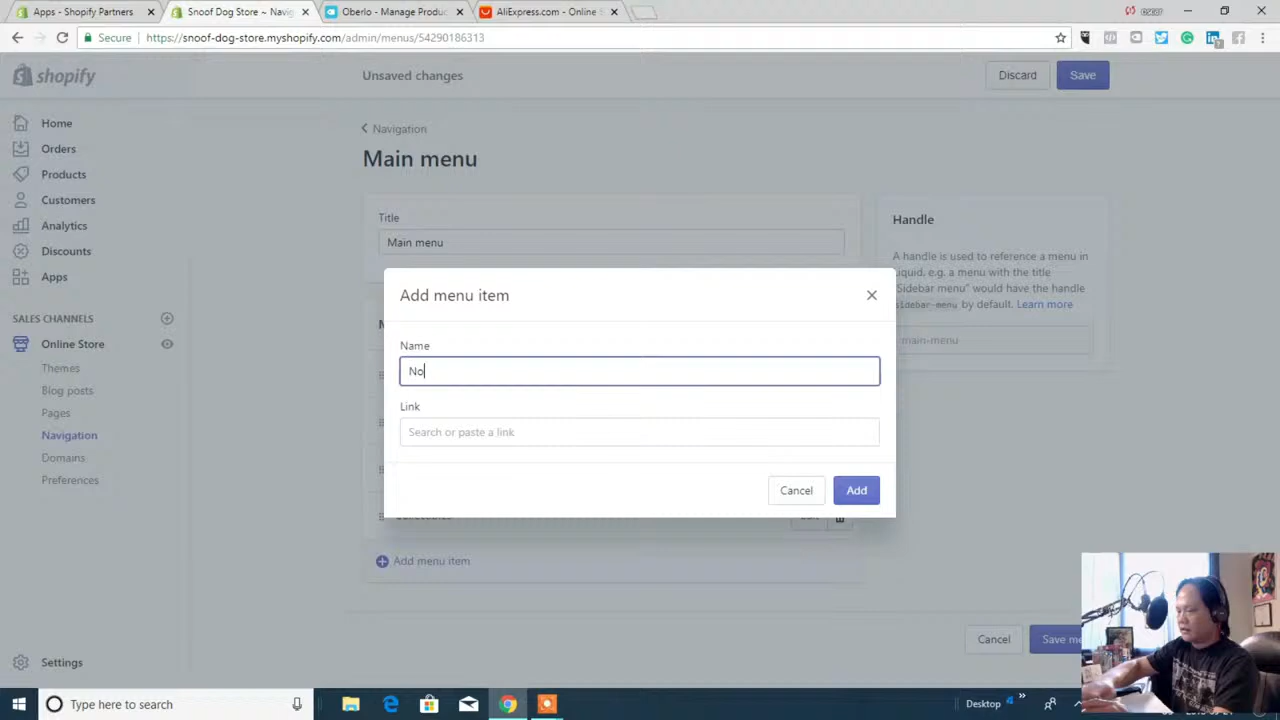 Apps - Shopify Partners
Snoof Dog Store ~ Navig
Oberlo - Manage Produc
AliExpress.com - Online S
Secure
https://snoof-dog-store.myshopify.com/admin/menus/54290186313
shopify
Unsaved changes
Discard
Save
Home
Orders
Products
Customers
Analytics
Discounts
Apps
SALES CHANNELS
Online Store
Themes
Blog posts
Pages
Navigation
Domains
Preferences
Settings
Navigation
Main menu
Title
Main menu
Handle
A handle is used to reference a menu in
Liquid. e.g. a menu with the title
"Sidebar menu" would have the handle
sidebar-menu by default. Learn more
main-menu
Add menu item
Name
No
Link
Search or paste a link
Cancel
Add
Add menu item
Cancel
Save me
Type here to search
Desktop